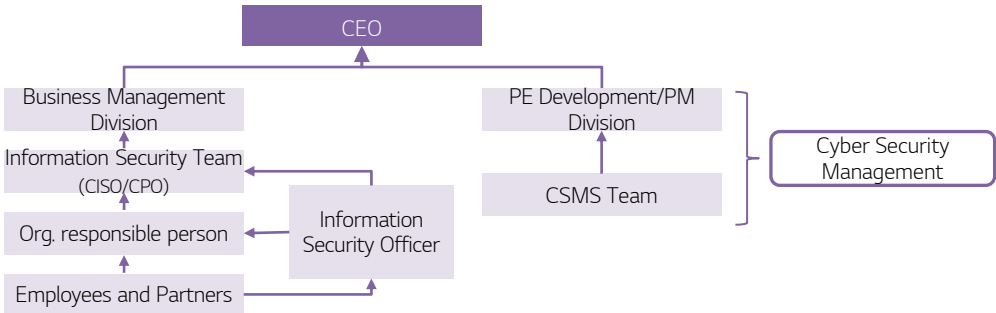 CEO
Business Management
Division
Information Security Team
(CISO/CPO)
Org. responsible person
Employees and Partners
Information
Security Officer
PE Development/PM
Division
CSMS Team
Cyber Security
Management